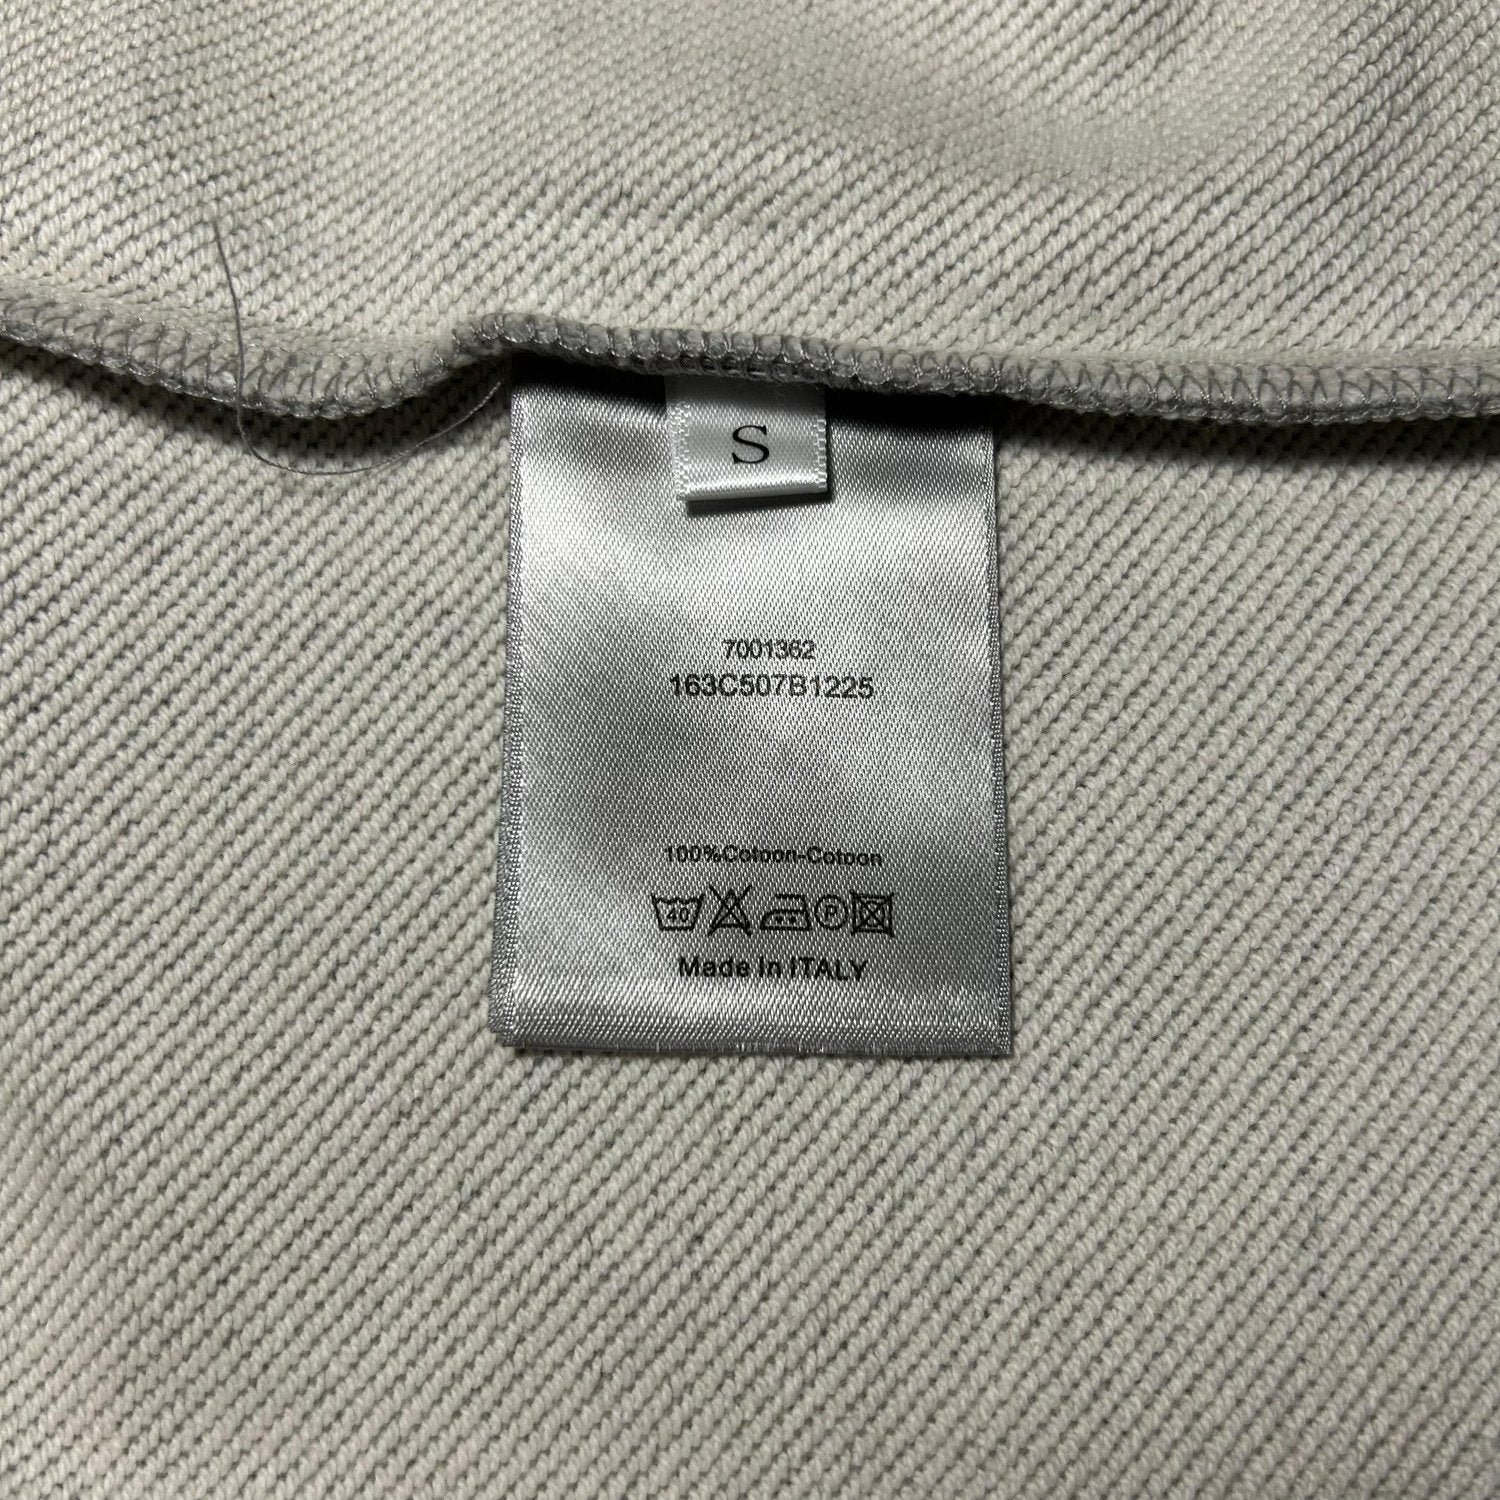 S
7001362
163C507B1225
100%Cotoon-Cotoon
40 P
Made In ITALY